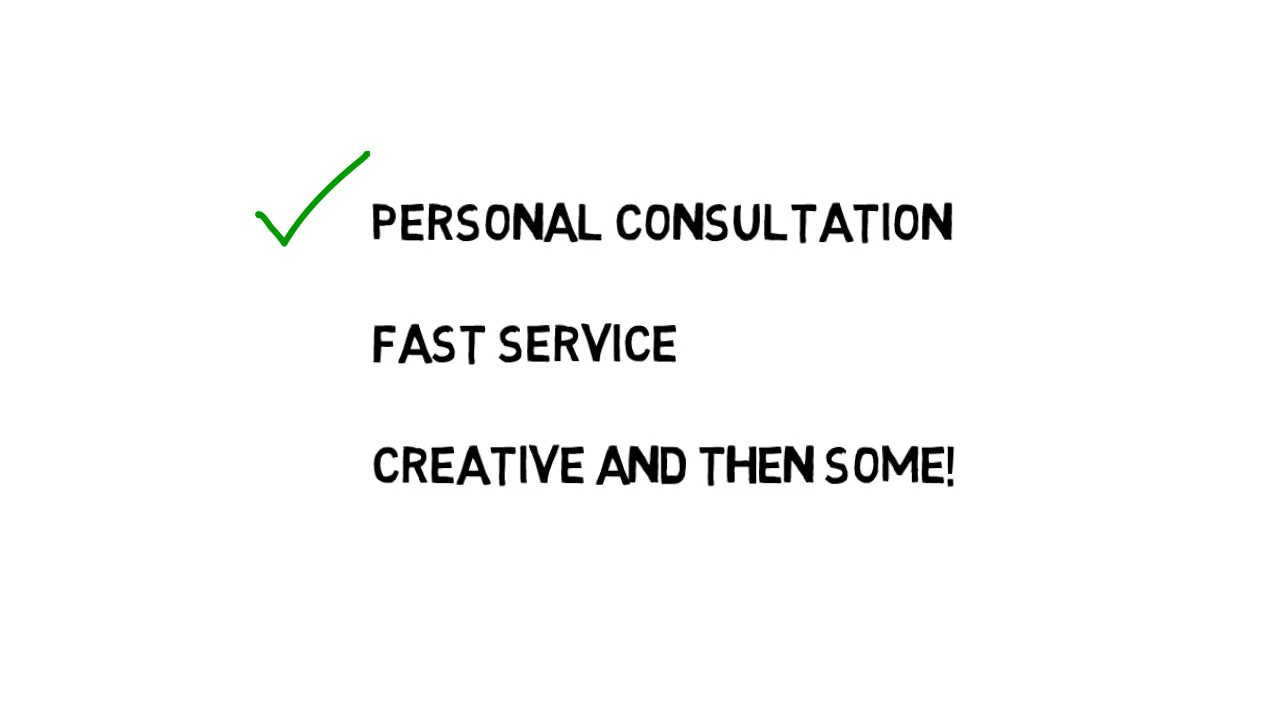 PERSONAL CONSULTATION
FAST SERVICE
CREATIVE AND THEN SOME!